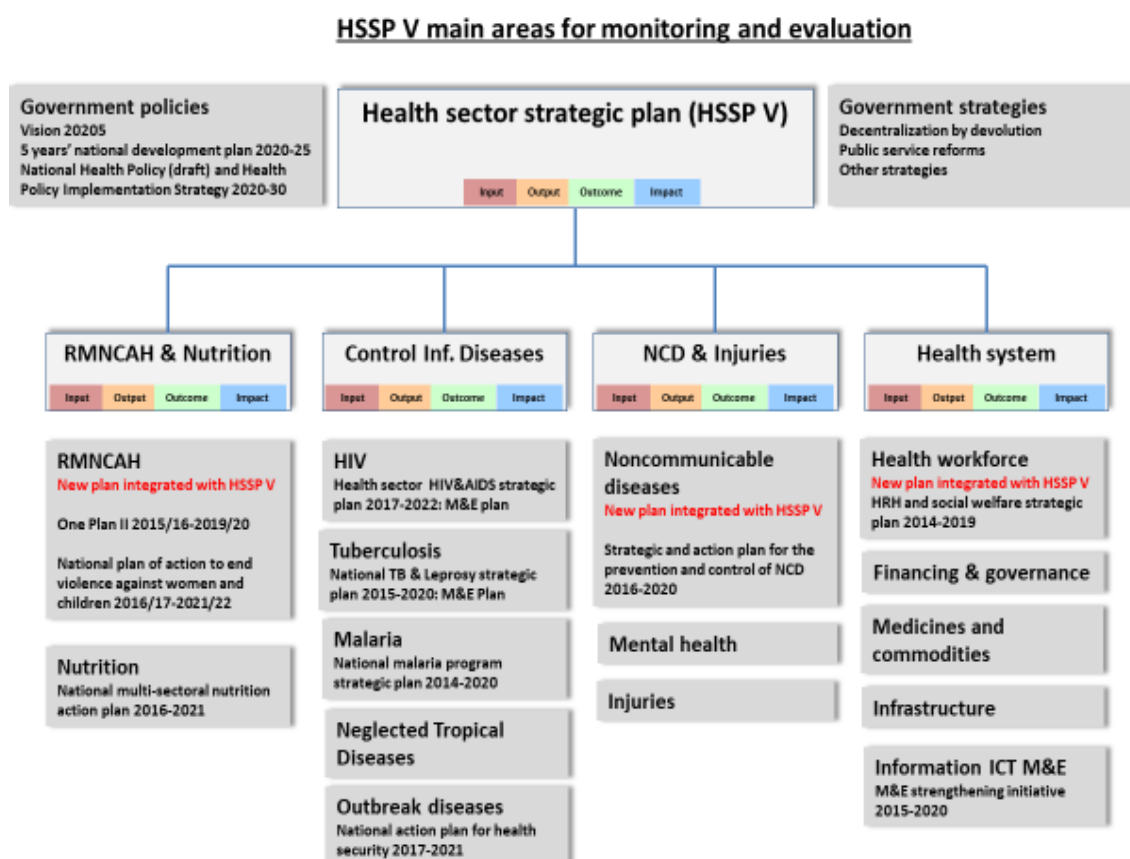 HSSP V main areas for monitoring and evaluation
Government policies
Vision 20205
5 years' national development plan 2020-25
National Health Policy (draft) and Health
Policy Implementation Strategy 2020-30
Health sector strategic plan (HSSP V)
Input Output Outcome Impact
Government strategies
Decentralization by devolution
Public service reforms
Other strategies
RMNCAH & Nutrition
Input Output Outcome Impact
RMNCAH
New plan integrated with HSSP V
One Plan II 2015/16-2019/20
National plan of action to end
violence against women and
children 2016/17-2021/22
Nutrition
National multi-sectoral nutrition
action plan 2016-2021
Control Inf. Diseases
Input Output Outcome Impact
HIV
Health sector HIV&AIDS strategic
plan 2017-2022: M&E plan
Tuberculosis
National TB & Leprosy strategic
plan 2015-2020: M&E Plan
Malaria
National malaria program
strategic plan 2014-2020
Neglected Tropical
Diseases
Outbreak diseases
National action plan for health
security 2017-2021
NCD & Injuries
Input Output Outcome Impact
Noncommunicable
diseases
New plan integrated with HSSP V
Strategic and action plan for the
prevention and control of NCD
2016-2020
Mental health
Injuries
Health system
Input Output Outcome Impact
Health workforce
New plan integrated with HSSP V
HRH and social welfare strategic
plan 2014-2019
Financing & governance
Medicines and
commodities
Infrastructure
Information ICT M&E
M&E strengthening initiative
2015-2020